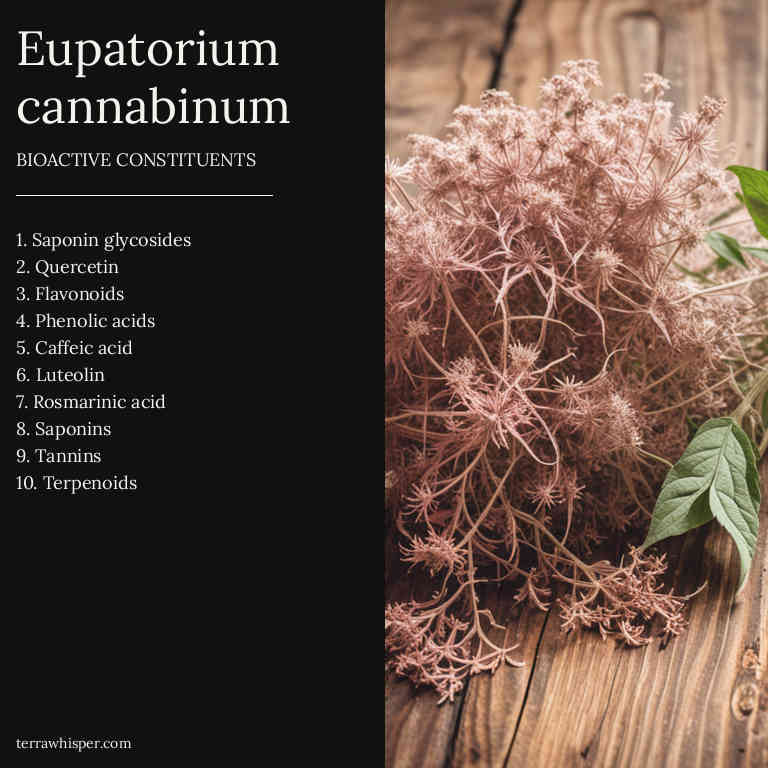 Eupatorium
cannabinum
BIOACTIVE CONSTITUENTS
1. Saponin glycosides
2. Quercetin
3. Flavonoids
4. Phenolic acids
5. Caffeic acid
6. Luteolin
7. Rosmarinic acid
8. Saponins
9. Tannins
10. Terpenoids
terrawhisper.com